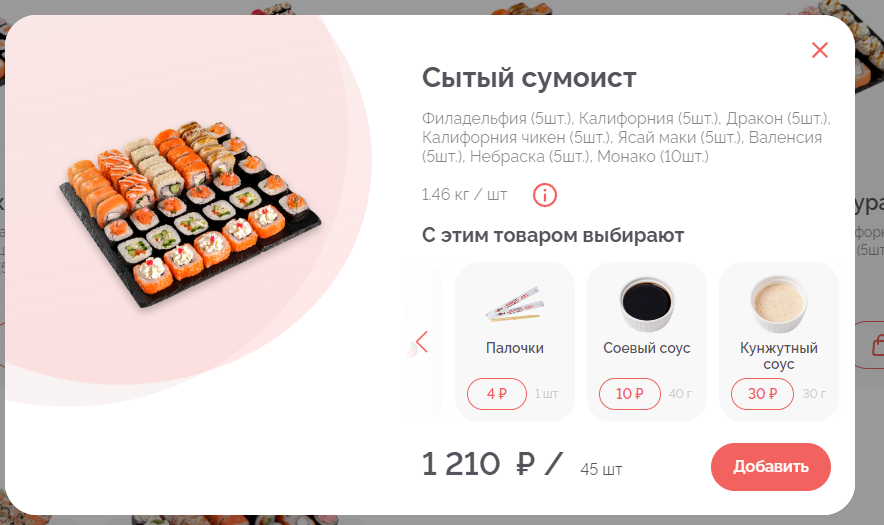 Сытый сумоист
Филадельфия (5шт.), Калифорния (5шт.), Дракон (5шт.),
Калифорния чикен (5шт.), Ясай маки (5шт.), Валенсия
(5шт.), Небраска (5шт.), Монако (10шт.)
1.46 кг / шт
С этим товаром выбирают
Палочки
4 ₽ 1 шт
Соевый соус
10 ₽ 40 г
Кунжутный
соус
30 ₽ 30 г
1 210 ₽ / 45 шт
Добавить